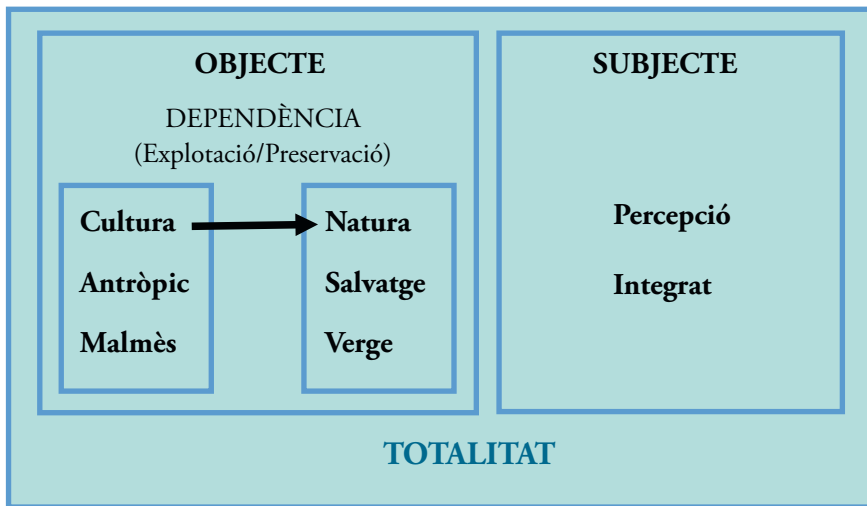 OBJECTE
DEPENDÈNCIA
(Explotació/Preservació)
Cultura
Antròpic
Malmès
Natura
Salvatge
Verge
SUBJECTE
Percepció
Integrat
TOTALITAT